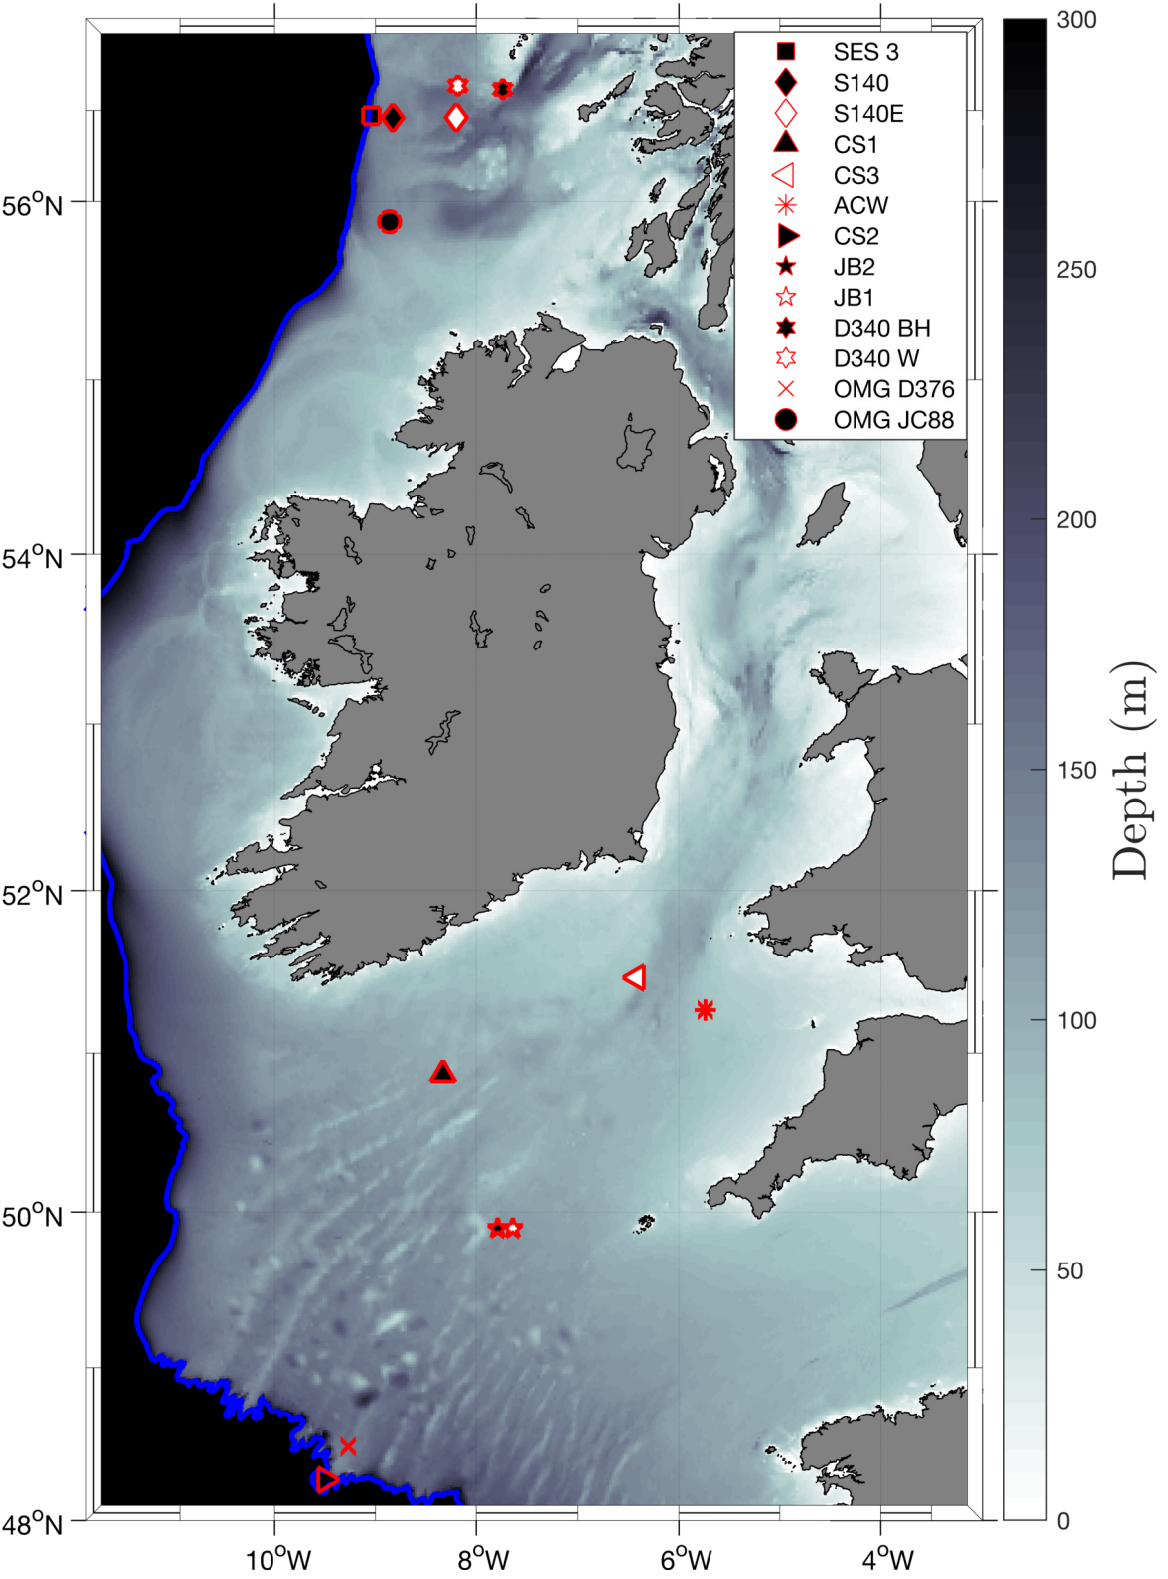 SES 3
S140
S140E
CS1
CS3
ACW
CS2
JB2
JB1
D340 BH
D340 W
OMG D376
OMG JC88
56°N
54°N
52°N
50°N
48°N
10°W
8°W
6°W
4°W
300
250
200
150
100
50
0
Depth (m)